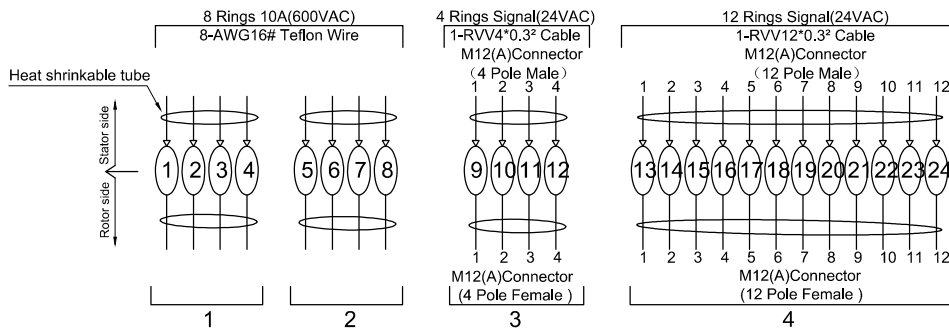 8 Rings 10A(600VAC)
8-AWG16# Teflon Wire
4 Rings Signal(24VAC)
1-RVV4*0.3² Cable
M12(A)Connector
(4 Pole Male)
12 Rings Signal(24VAC)
1-RVV12*0.3² Cable
M12(A)Connector
(12 Pole Male)
Heat shrinkable tube
1 2 3 4
1 2 3 4 5 6 7 8 9 10 11 12
Stator side
Rotor side
1 2 3 4 5 6 7 8 9 10 11 12 13 14 15 16 17 18 19 20 21 22 23 24
1 2 3 4
1 2 3 4 5 6 7 8 9 10 11 12
M12(A)Connector
(4 Pole Female )
M12(A)Connector
(12 Pole Female )
1 2 3 4